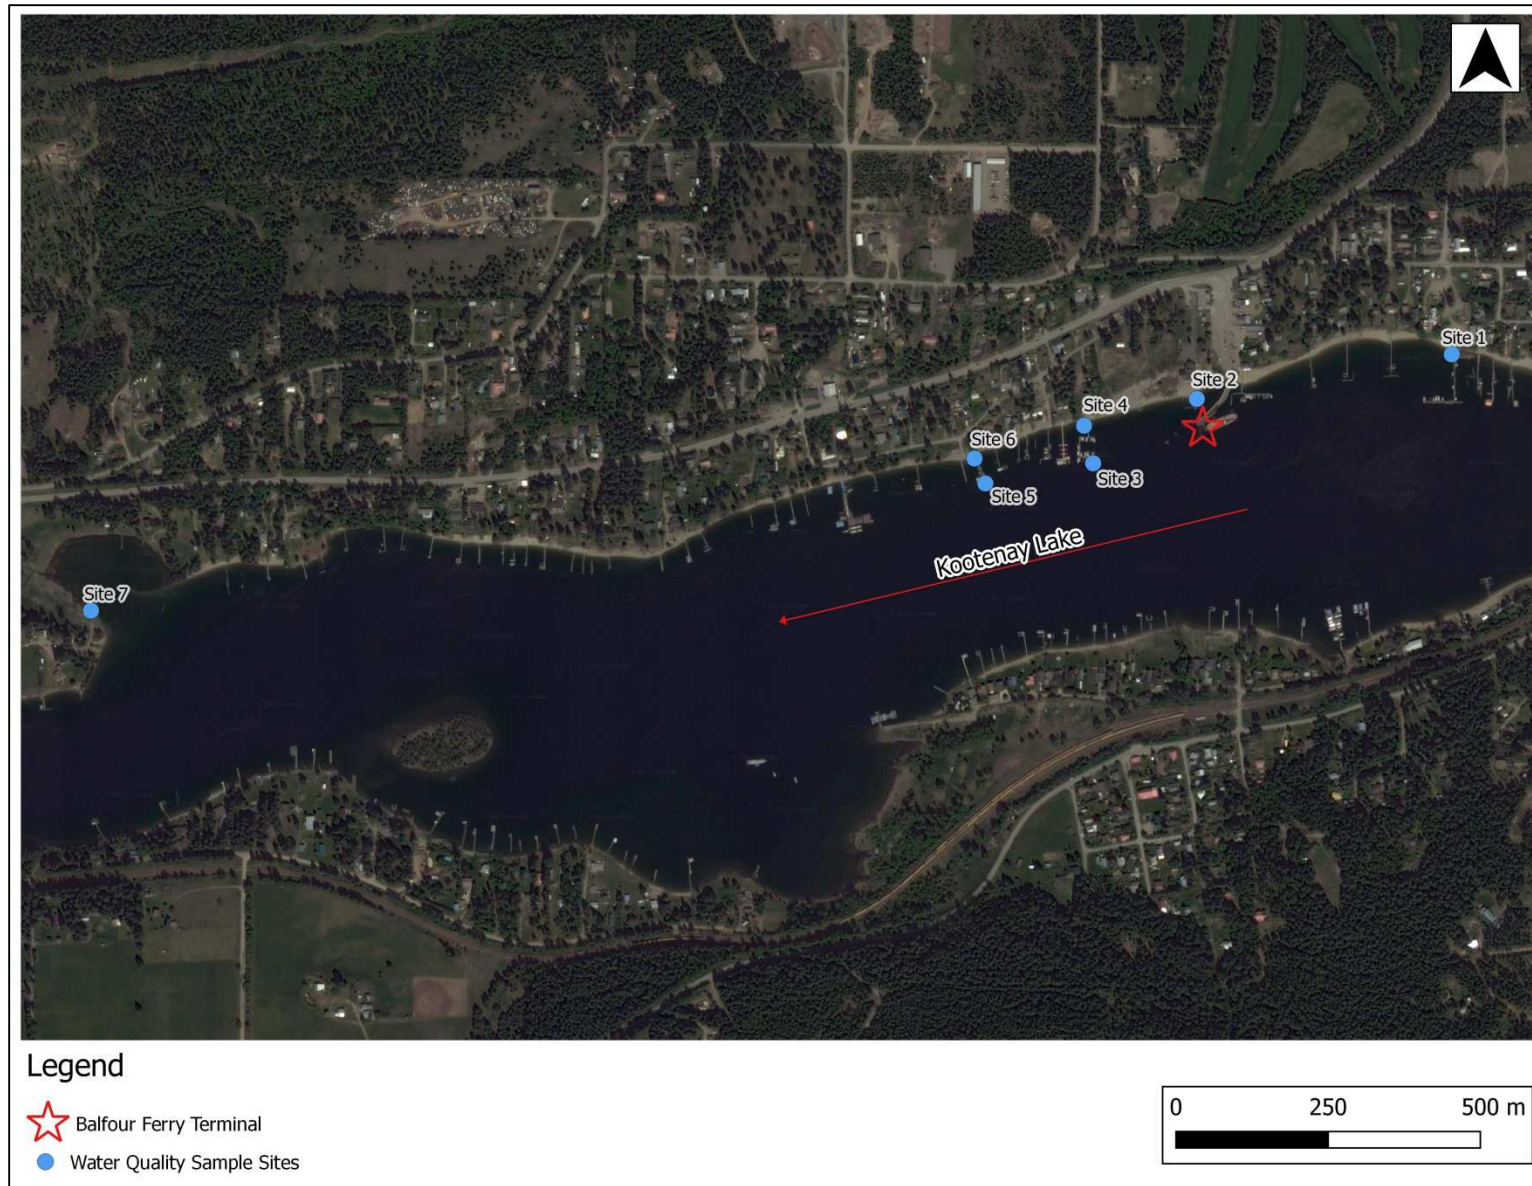 Site 1
Site 2
Site 4
Site 6
Site 3
Site 5
Kootenay Lake
Site 7
Legend
Balfour Ferry Terminal
Water Quality Sample Sites
0 250 500 m